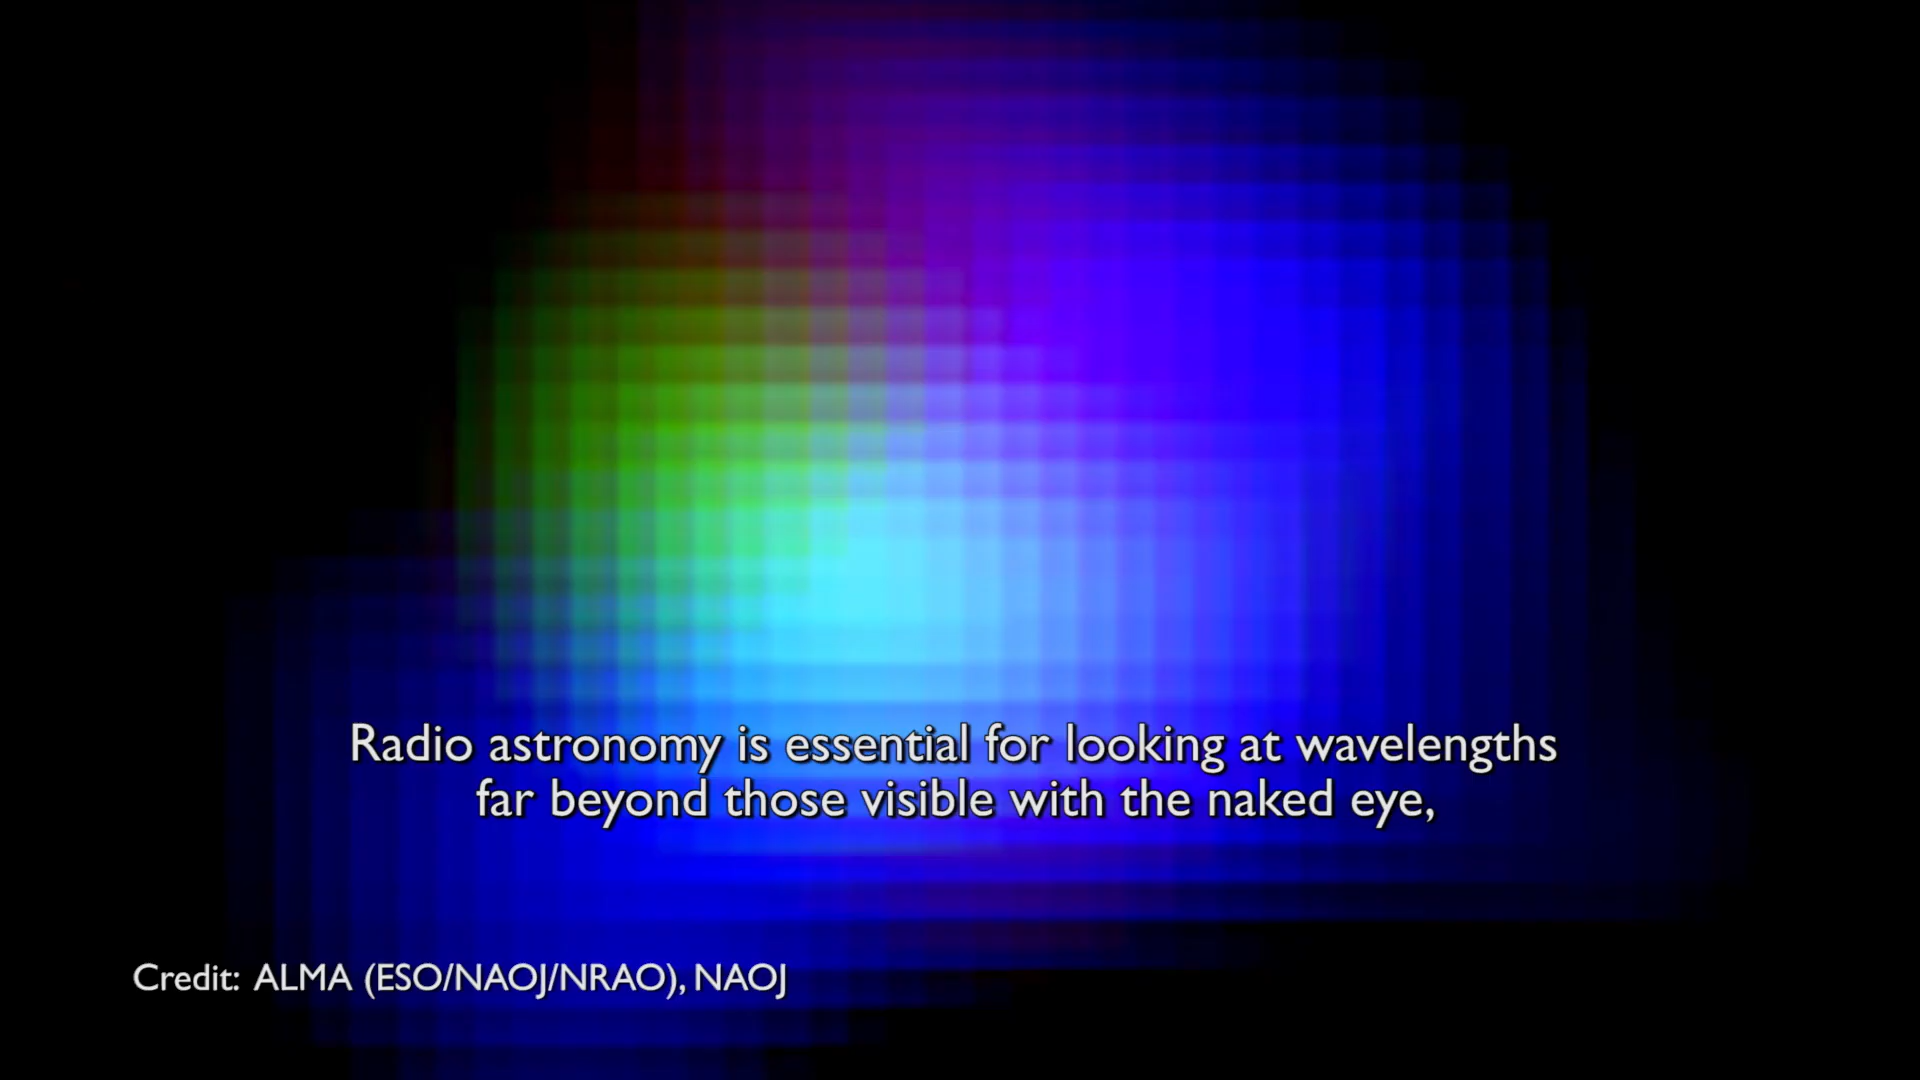 Radio astronomy is essential for looking at wavelengths
far beyond those visible with the naked eye,
Credit: ALMA (ESO/NAOJ/NRAO), NAOJ